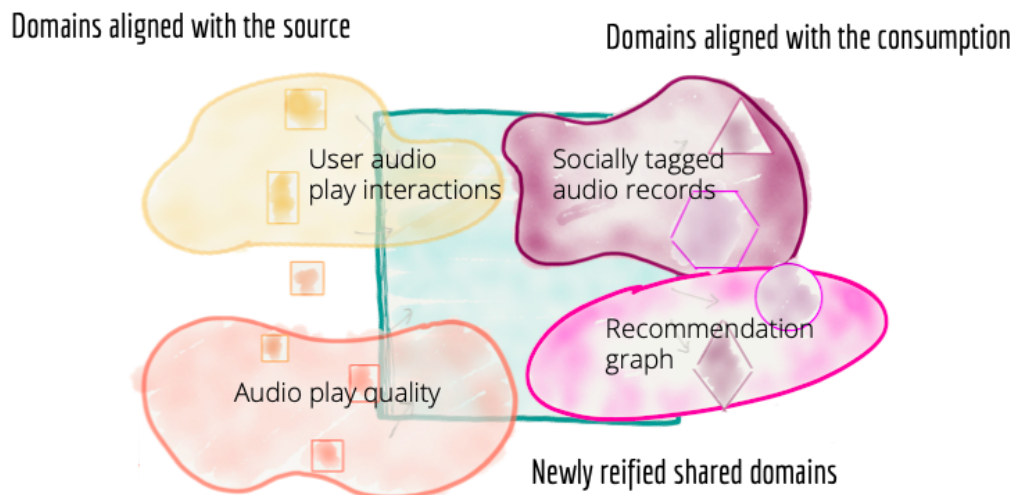 Domains aligned with the source
Domains aligned with the consumption
User audio
play interactions
Socially tagged
audio records
Recommendation
graph
Audio play quality
Newly reified shared domains